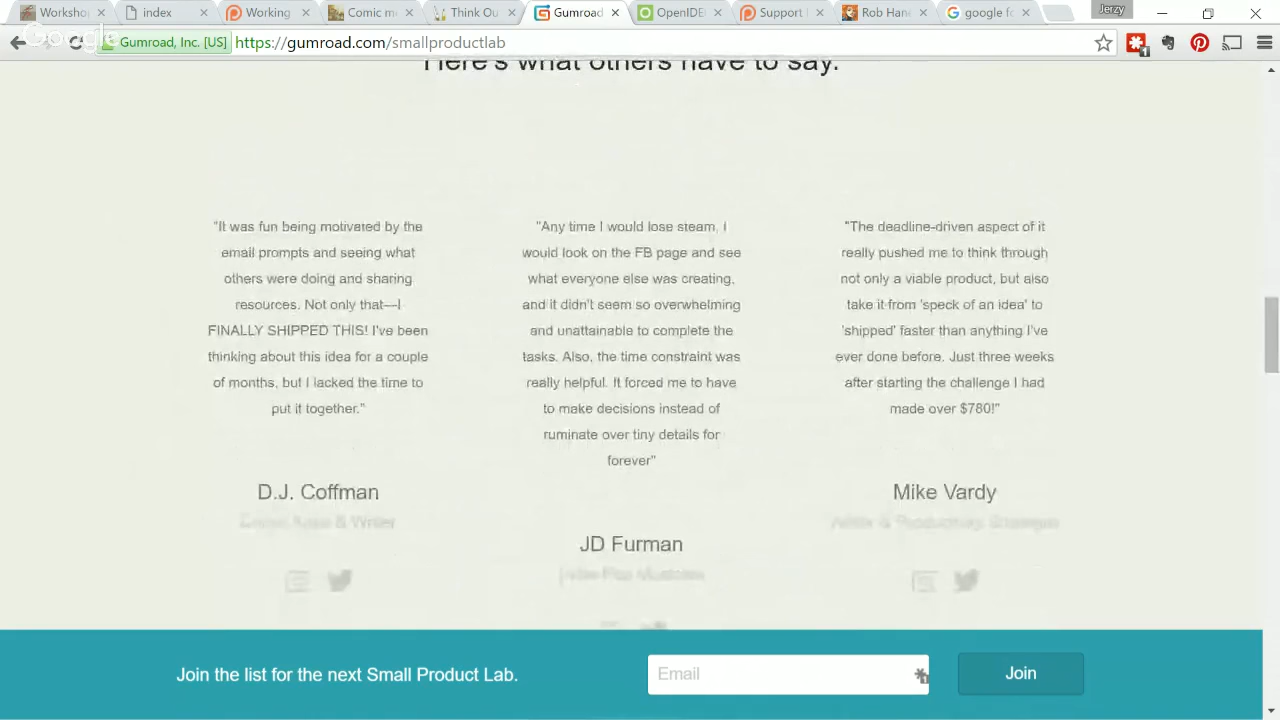 Workshop
index
Working
Comic me
Think Ou
Gumroad
OpenIDE
Support
Rob Han
google fo
Jerzy
Google
Gumroad, Inc. [US]
https://gumroad.com/smallproductlab
Here's what others have to say.
"It was fun being motivated by the
email prompts and seeing what
others were doing and sharing
resources. Not only that—I
FINALLY SHIPPED THIS! I've been
thinking about this idea for a couple
of months, but I lacked the time to
put it together."
D.J. Coffman
"Any time I would lose steam, I
would look on the FB page and see
what everyone else was creating,
and it didn't seem so overwhelming
and unattainable to complete the
tasks. Also, the time constraint was
really helpful. It forced me to have
to make decisions instead of
ruminate over tiny details for
forever"
JD Furman
"The deadline-driven aspect of it
really pushed me to think through
not only a viable product, but also
take it from 'speck of an idea' to
'shipped' faster than anything I've
ever done before. Just three weeks
after starting the challenge I had
made over $780!"
Mike Vardy
Join the list for the next Small Product Lab.
Email
Join